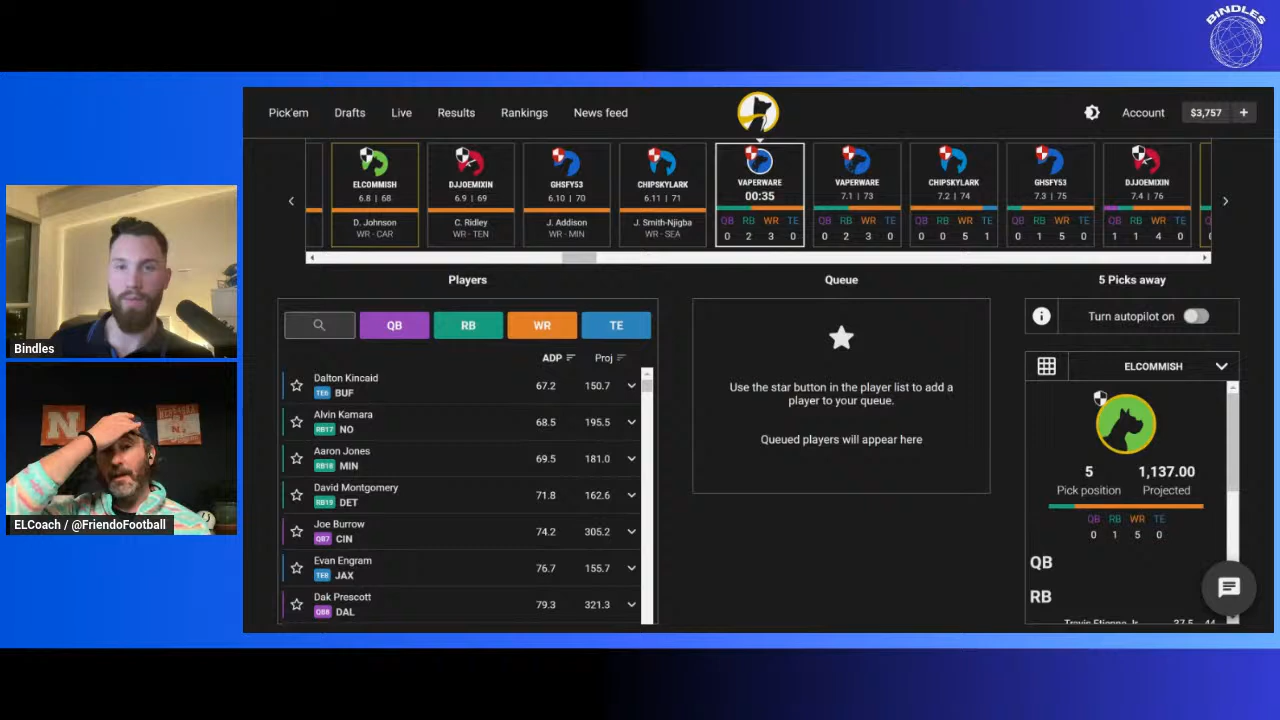 BINDLES
Pick'em Drafts Live Results Rankings News feed
Account $3,757 +
ELCOMMISH
6.8 | 68
D. Johnson
WR - CAR
DJJOEMIXIN
6.9 | 69
C. Ridley
WR - TEN
GHSFY53
6.10 | 70
J. Addison
WR - MIN
CHIPSKYLARK
6.11 | 71
J. Smith-Njigba
WR - SEA
VAPERWARE
00:35
QB RB WR TE
0 2 3 0
VAPERWARE
7.1 | 73
QB RB WR TE
0 2 3 0
CHIPSKYLARK
7.2 | 74
QB RB WR TE
0 0 5 1
GHSFY53
7.3 | 75
QB RB WR TE
0 1 5 0
DJJOEMIXIN
7.4 | 76
QB RB WR TE
1 1 4 0
Players
QB RB WR TE
ADP Proj
Dalton Kincaid
TE6 BUF
67.2 150.7
Alvin Kamara
RB17 NO
68.5 195.5
Aaron Jones
RB18 MIN
69.5 181.0
David Montgomery
RB19 DET
71.8 162.6
Joe Burrow
QB7 CIN
74.2 305.2
Evan Engram
TE8 JAX
76.7 155.7
Dak Prescott
QB8 DAL
79.3 321.3
Queue
Use the star button in the player list to add a
player to your queue.
Queued players will appear here
5 Picks away
Turn autopilot on
ELCOMMISH
5 1,137.00
Pick position Projected
QB RB WR TE
0 1 5 0
QB
RB
Travis Etienne Jr. 37.5 44
Bindles
N
ELCoach / @FriendoFootball